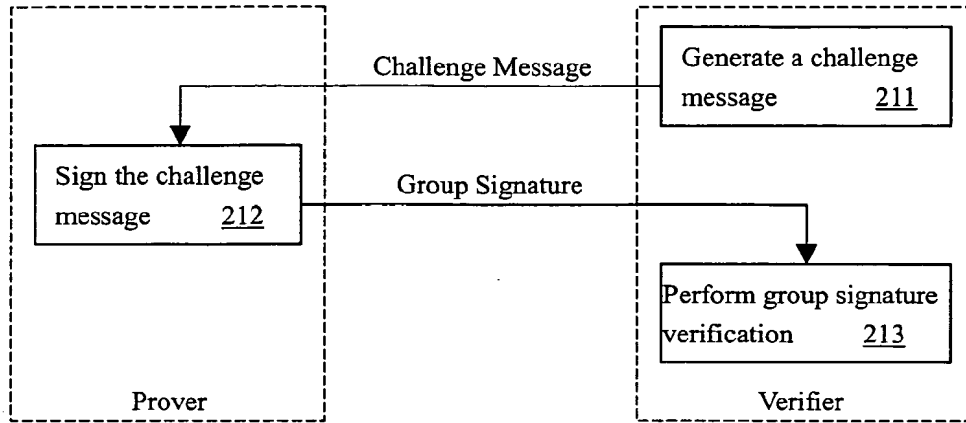 Challenge Message
Generate a challenge
message 211
Sign the challenge
message 212
Group Signature
Perform group signature
verification 213
Prover
Verifier